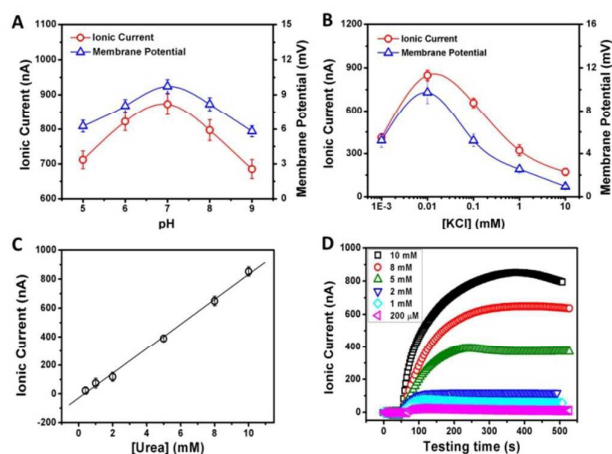 A
Ionic Current
Membrane Potential
Ionic Current (nA)
1100
1000
900
800
700
600
Membrane Potential (mV)
15
12
9
6
3
0
5 6 7 8 9
pH
B
Ionic Current
Membrane Potential
Ionic Current (nA)
1200
900
600
300
0
Membrane Potential (mV)
16
12
8
4
0
1E-3 0.01 0.1 1 10
[KCl] (mM)
C
Ionic Current (nA)
1000
800
600
400
200
0
-200
0 2 4 6 8 10
[Urea] (mM)
D
10 mM
8 mM
5 mM
2 mM
1 mM
200 μM
Ionic Current (nA)
1000
800
600
400
200
0
0 100 200 300 400 500
Testing time (s)